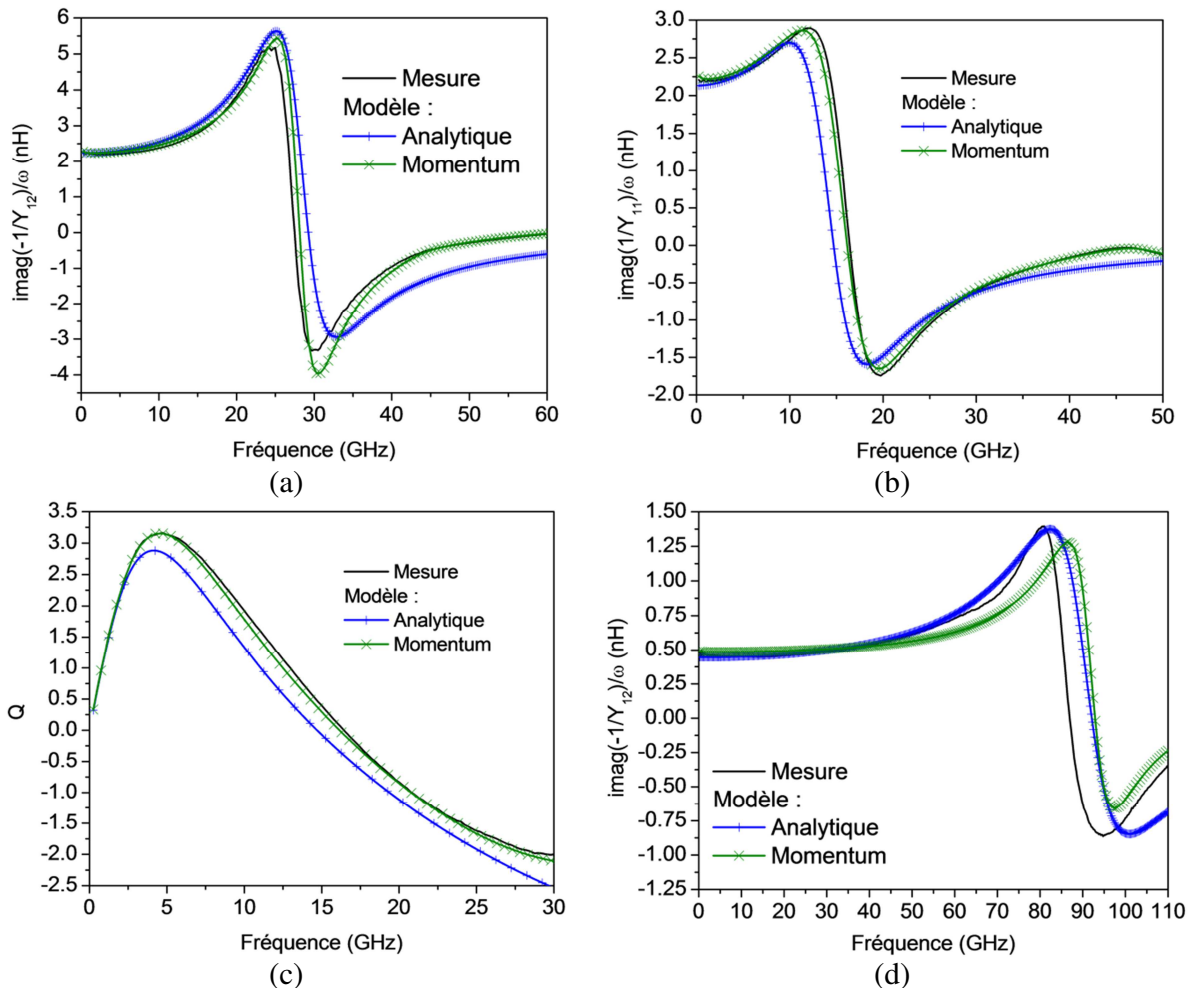 6
5
4
3
2
1
0
-1
-2
-3
-4
imag(-1/Y12)/ω (nH)
Mesure
Modèle :
Analytique
Momentum
0 10 20 30 40 50 60
Fréquence (GHz)
(a)
3.0
2.5
2.0
1.5
1.0
0.5
0.0
-0.5
-1.0
-1.5
-2.0
imag(1/Y11)/ω (nH)
Mesure
Modèle :
Analytique
Momentum
0 10 20 30 40 50
Fréquence (GHz)
(b)
3.5
3.0
2.5
2.0
1.5
1.0
0.5
0.0
-0.5
-1.0
-1.5
-2.0
-2.5
Q
Mesure
Modèle :
Analytique
Momentum
0 5 10 15 20 25 30
Fréquence (GHz)
(c)
1.50
1.25
1.00
0.75
0.50
0.25
0.00
-0.25
-0.50
-0.75
-1.00
-1.25
imag(-1/Y12)/ω (nH)
Mesure
Modèle :
Analytique
Momentum
0 10 20 30 40 50 60 70 80 90 100 110
Fréquence (GHz)
(d)